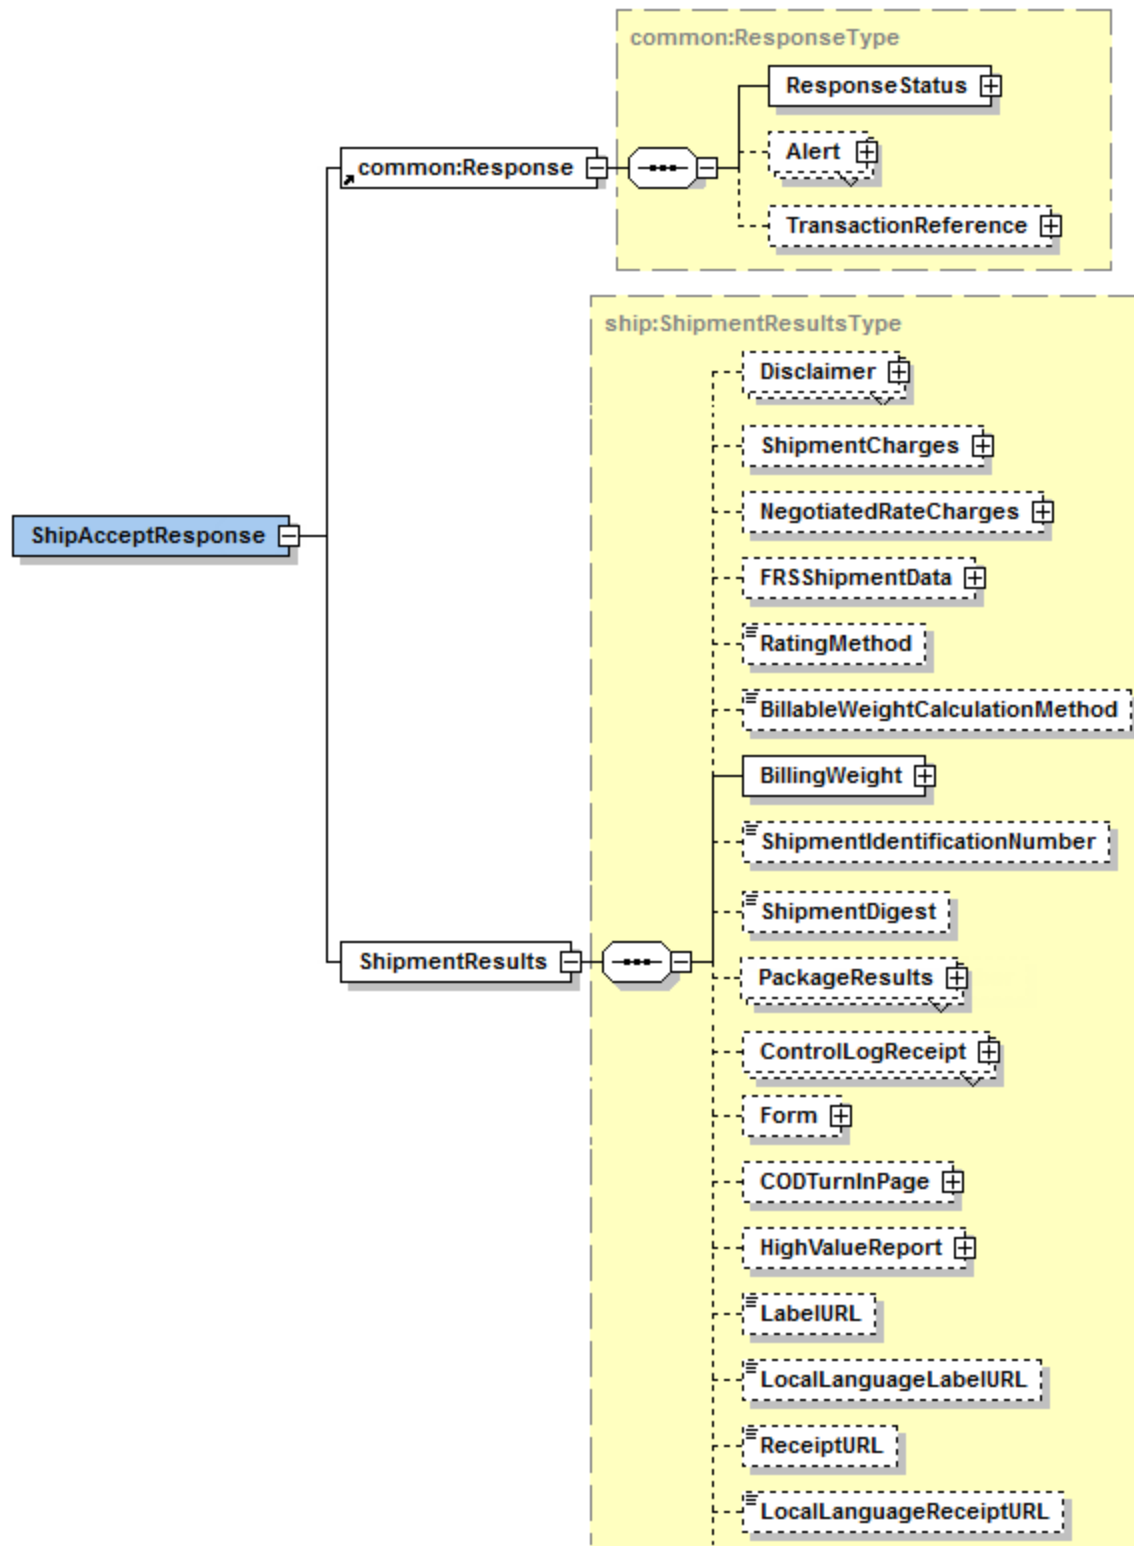 common:ResponseType
ResponseStatus
Alert
common:Response
TransactionReference
ship:ShipmentResultsType
Disclaimer
ShipmentCharges
NegotiatedRateCharges
ShipAcceptResponse
FRSShipmentData
RatingMethod
BillableWeightCalculationMethod
BillingWeight
ShipmentIdentificationNumber
ShipmentDigest
ShipmentResults
PackageResults
ControlLogReceipt
Form
CODTurnInPage
HighValueReport
LabelURL
LocalLanguageLabelURL
ReceiptURL
LocalLanguageReceiptURL